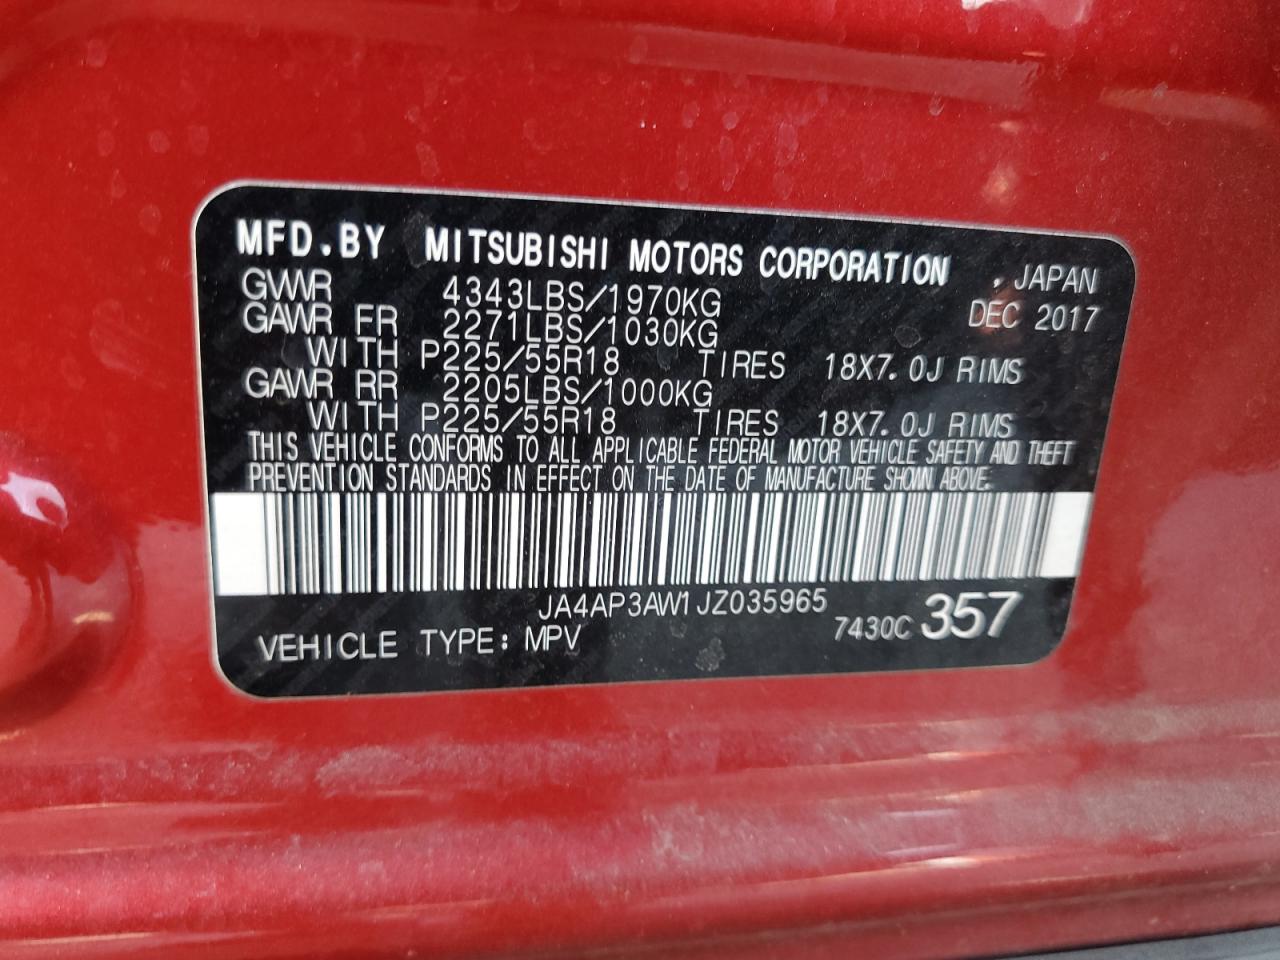 MFD.BY MITSUBISHI MOTORS CORPORATION , JAPAN
GVWR 4343LBS/1970KG DEC 2017
GAWR FR 2271LBS/1030KG
WITH P225/55R18 TIRES 18X7.0J RIMS
GAWR RR 2205LBS/1000KG
WITH P225/55R18 TIRES 18X7.0J RIMS
THIS VEHICLE CONFORMS TO ALL APPLICABLE FEDERAL MOTOR VEHICLE SAFETY AND THEFT
PREVENTION STANDARDS IN EFFECT ON THE DATE OF MANUFACTURE SHOWN ABOVE.
JA4AP3AW1JZ035965
VEHICLE TYPE: MPV 7430C 357